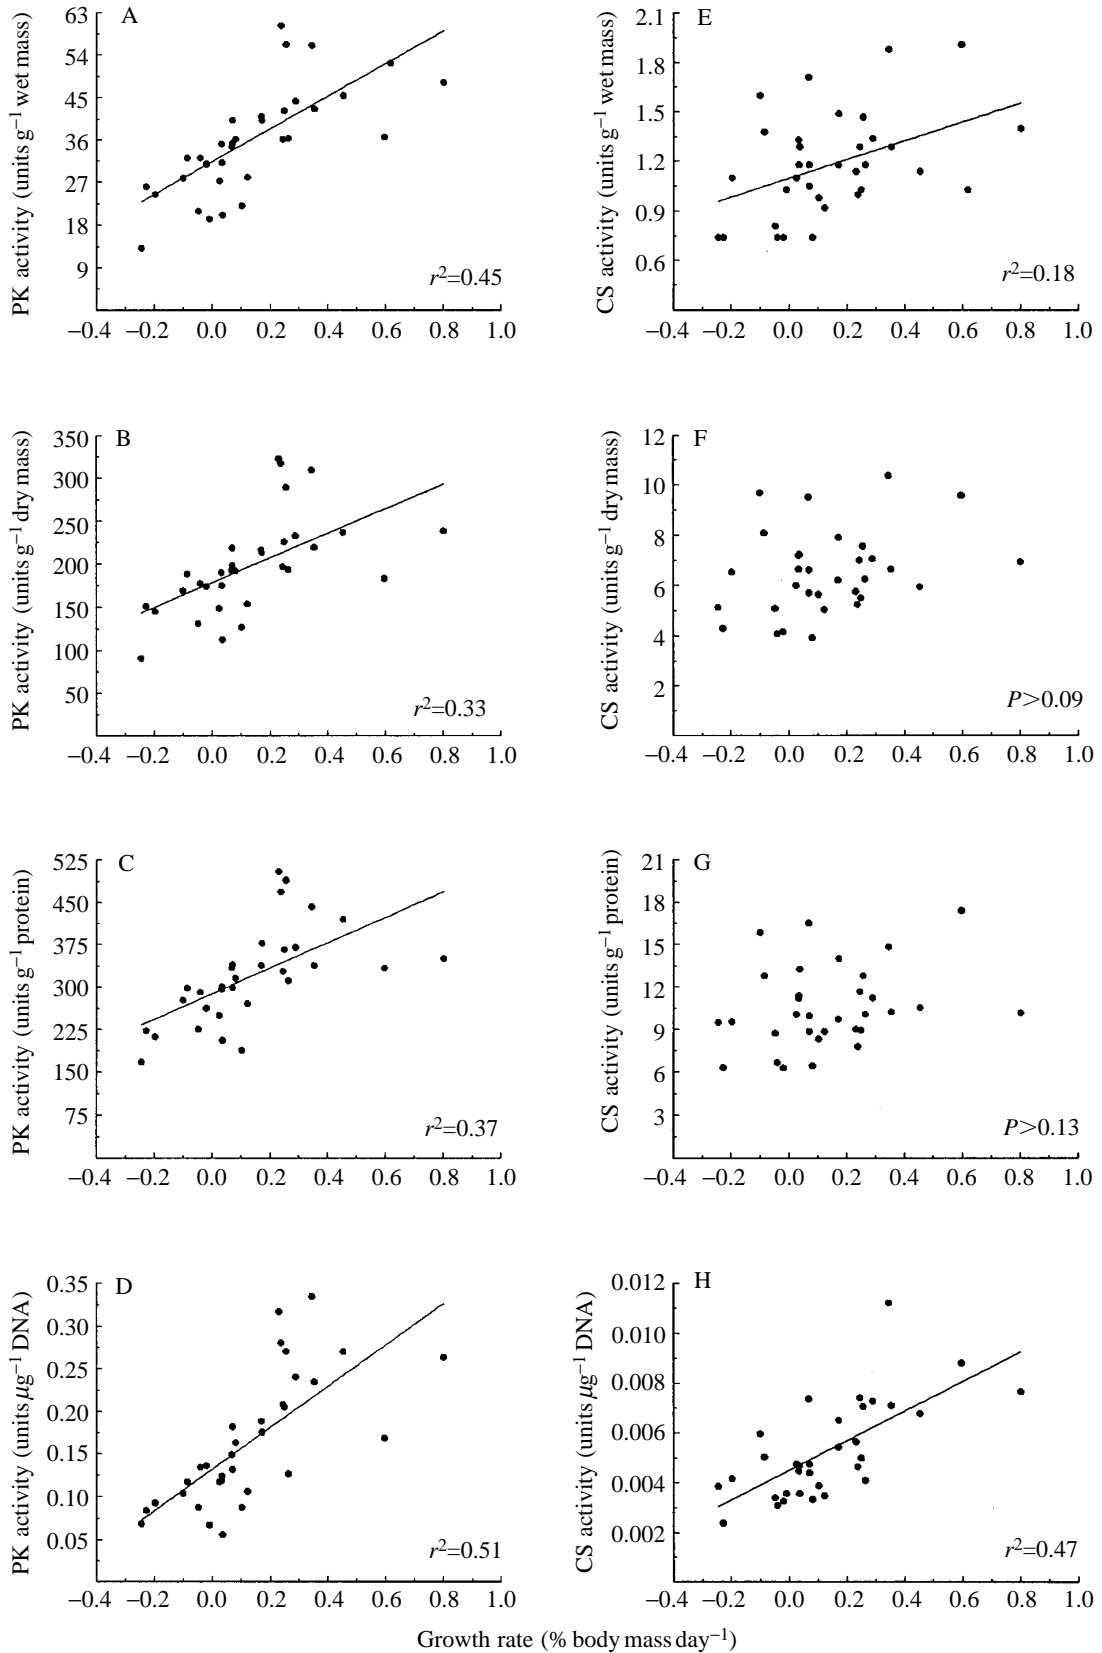 A
PK activity (units g⁻¹ wet mass)
63
54
45
36
27
18
9
r²=0.45
−0.4 −0.2 0.0 0.2 0.4 0.6 0.8 1.0
E
CS activity (units g⁻¹ wet mass)
2.1
1.8
1.5
1.2
0.9
0.6
r²=0.18
−0.4 −0.2 0.0 0.2 0.4 0.6 0.8 1.0
B
PK activity (units g⁻¹ dry mass)
350
300
250
200
150
100
50
r²=0.33
−0.4 −0.2 0.0 0.2 0.4 0.6 0.8 1.0
F
CS activity (units g⁻¹ dry mass)
12
10
8
6
4
2
P>0.09
−0.4 −0.2 0.0 0.2 0.4 0.6 0.8 1.0
C
PK activity (units g⁻¹ protein)
525
450
375
300
225
150
75
r²=0.37
−0.4 −0.2 0.0 0.2 0.4 0.6 0.8 1.0
G
CS activity (units g⁻¹ protein)
21
18
15
12
9
6
3
P>0.13
−0.4 −0.2 0.0 0.2 0.4 0.6 0.8 1.0
D
PK activity (units µg⁻¹ DNA)
0.35
0.30
0.25
0.20
0.15
0.10
0.05
r²=0.51
−0.4 −0.2 0.0 0.2 0.4 0.6 0.8 1.0
H
CS activity (units µg⁻¹ DNA)
0.012
0.010
0.008
0.006
0.004
0.002
r²=0.47
−0.4 −0.2 0.0 0.2 0.4 0.6 0.8 1.0
Growth rate (% body mass day⁻¹)